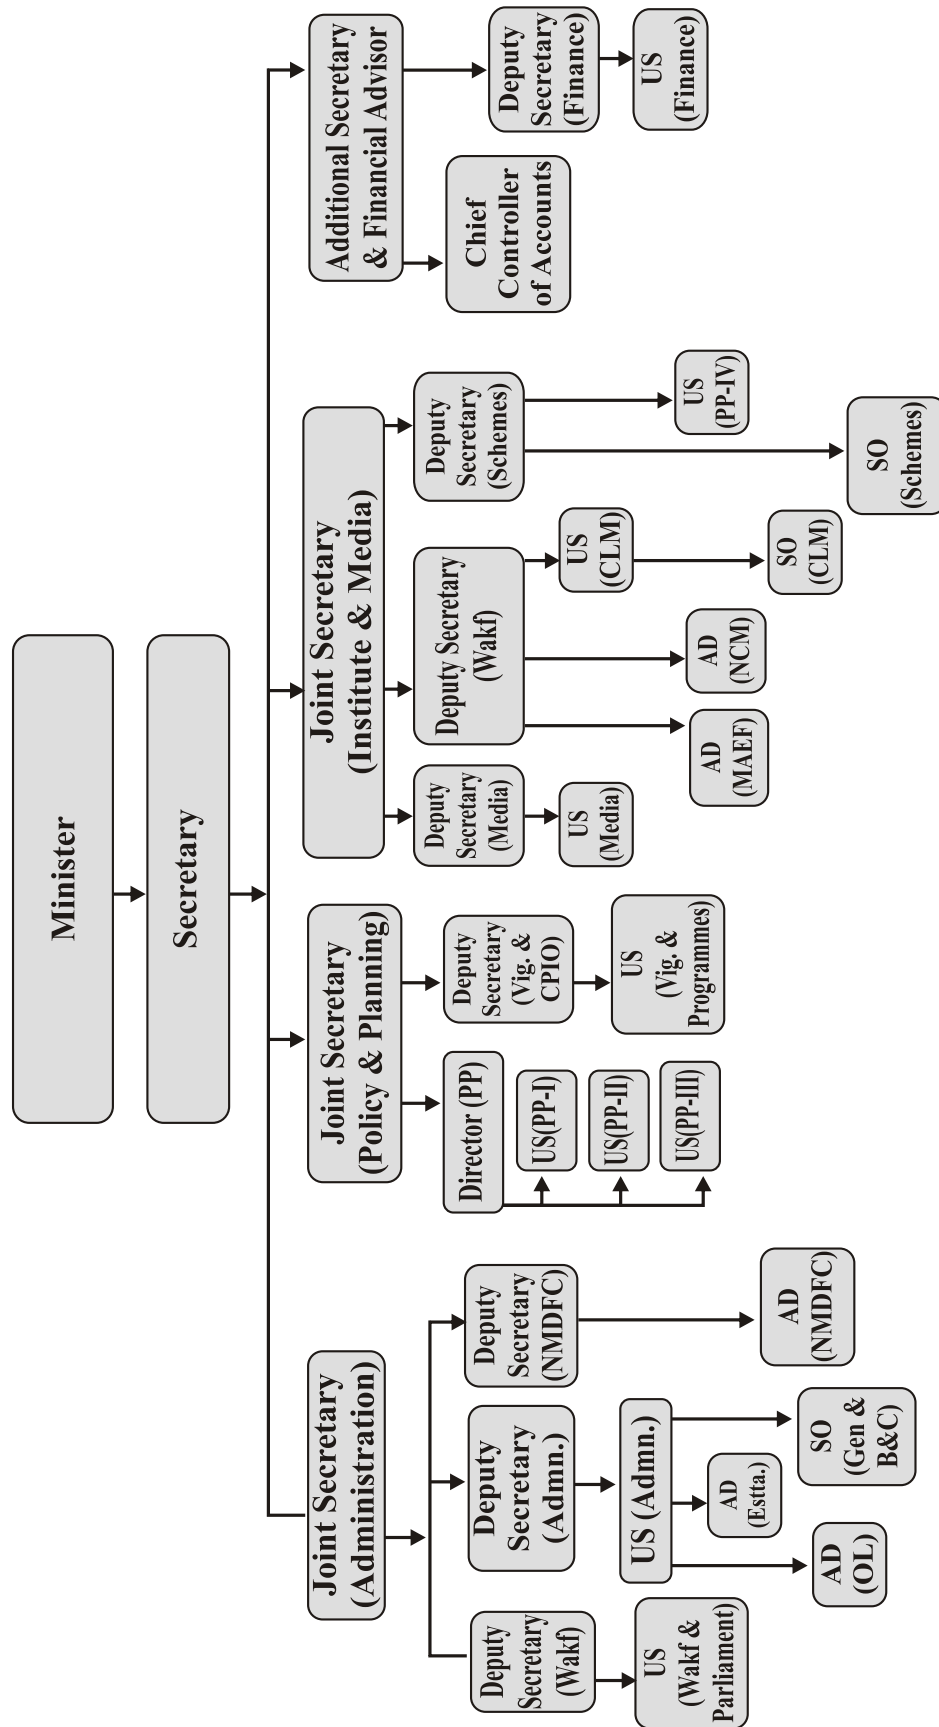 Minister
Secretary
Joint Secretary
(Administration)
Deputy
Secretary
(Wakf)
US
(Wakf &
Parliament)
Deputy
Secretary
(Admn.)
US (Admn.)
AD
(OL)
AD
(Estta.)
SO
(Gen &
B&C)
Deputy
Secretary
(NMDFC)
AD
(NMDFC)
Joint Secretary
(Policy & Planning)
Director (PP)
US(PP-I)
US(PP-II)
US(PP-III)
Deputy
Secretary
(Vig. &
CPIO)
US
(Vig. &
Programmes)
Joint Secretary
(Institute & Media)
Deputy
Secretary
(Media)
US
(Media)
Deputy Secretary
(Wakf)
AD
(MAEF)
AD
(NCM)
US
(CLM)
SO
(CLM)
Deputy
Secretary
(Schemes)
SO
(Schemes)
US
(PP-IV)
Additional Secretary
& Financial Advisor
Chief
Controller
of Accounts
Deputy
Secretary
(Finance)
US
(Finance)